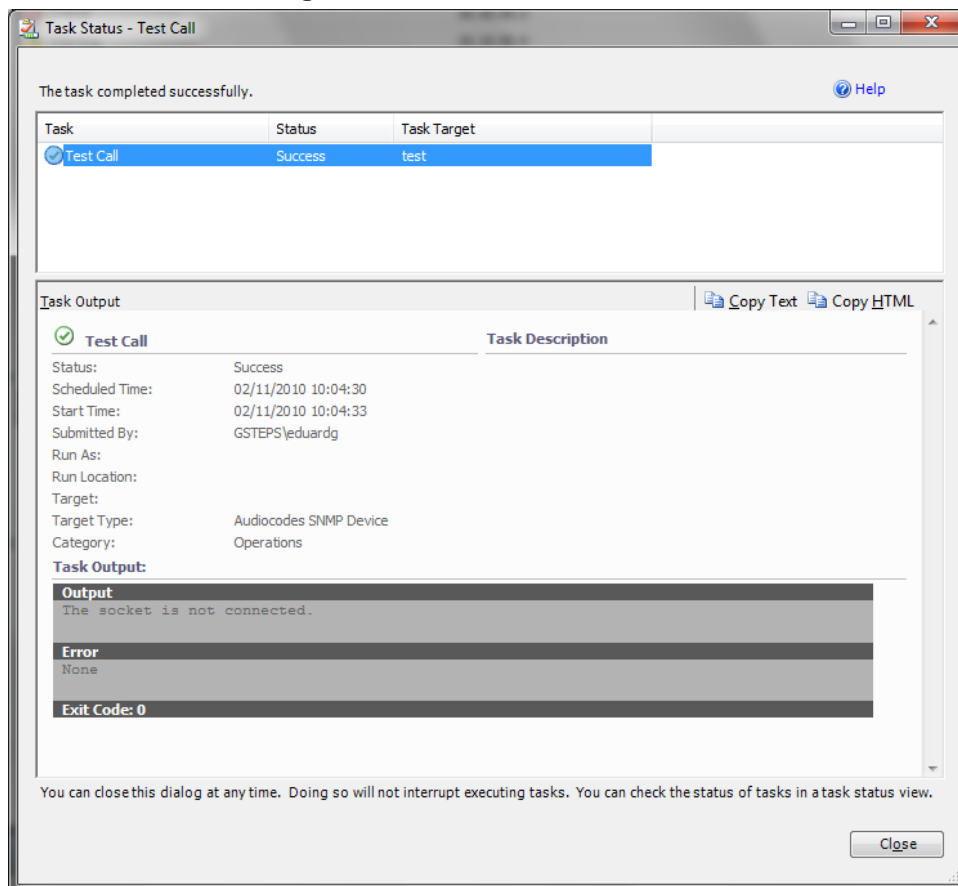 Task Status - Test Call
The task completed successfully.
Help
Task Status Task Target
Test Call Success test
Task Output
Copy Text Copy HTML
Test Call Task Description
Status: Success
Scheduled Time: 02/11/2010 10:04:30
Start Time: 02/11/2010 10:04:33
Submitted By: GSTEPS\eduardg
Run As:
Run Location:
Target:
Target Type: Audiocodes SNMP Device
Category: Operations
Task Output:
Output
The socket is not connected.
Error
None
Exit Code: 0
You can close this dialog at any time. Doing so will not interrupt executing tasks. You can check the status of tasks in a task status view.
Close